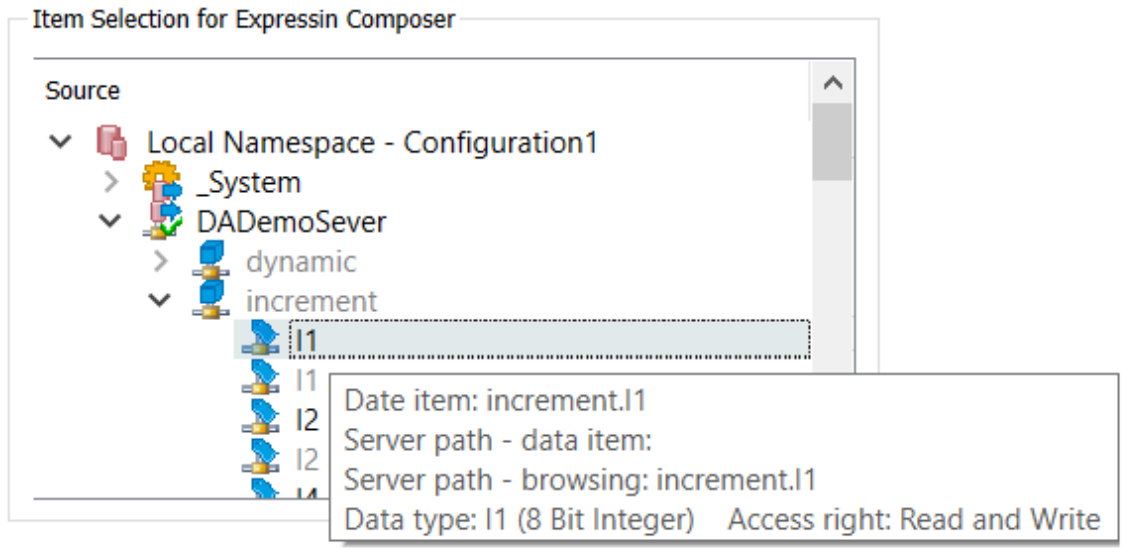 Item Selection for Expressin Composer
Source
Local Namespace - Configuration1
_System
DADemoSever
dynamic
increment
I1
I1
I2
I2
I4
Date item: increment.I1
Server path - data item:
Server path - browsing: increment.I1
Data type: I1 (8 Bit Integer) Access right: Read and Write